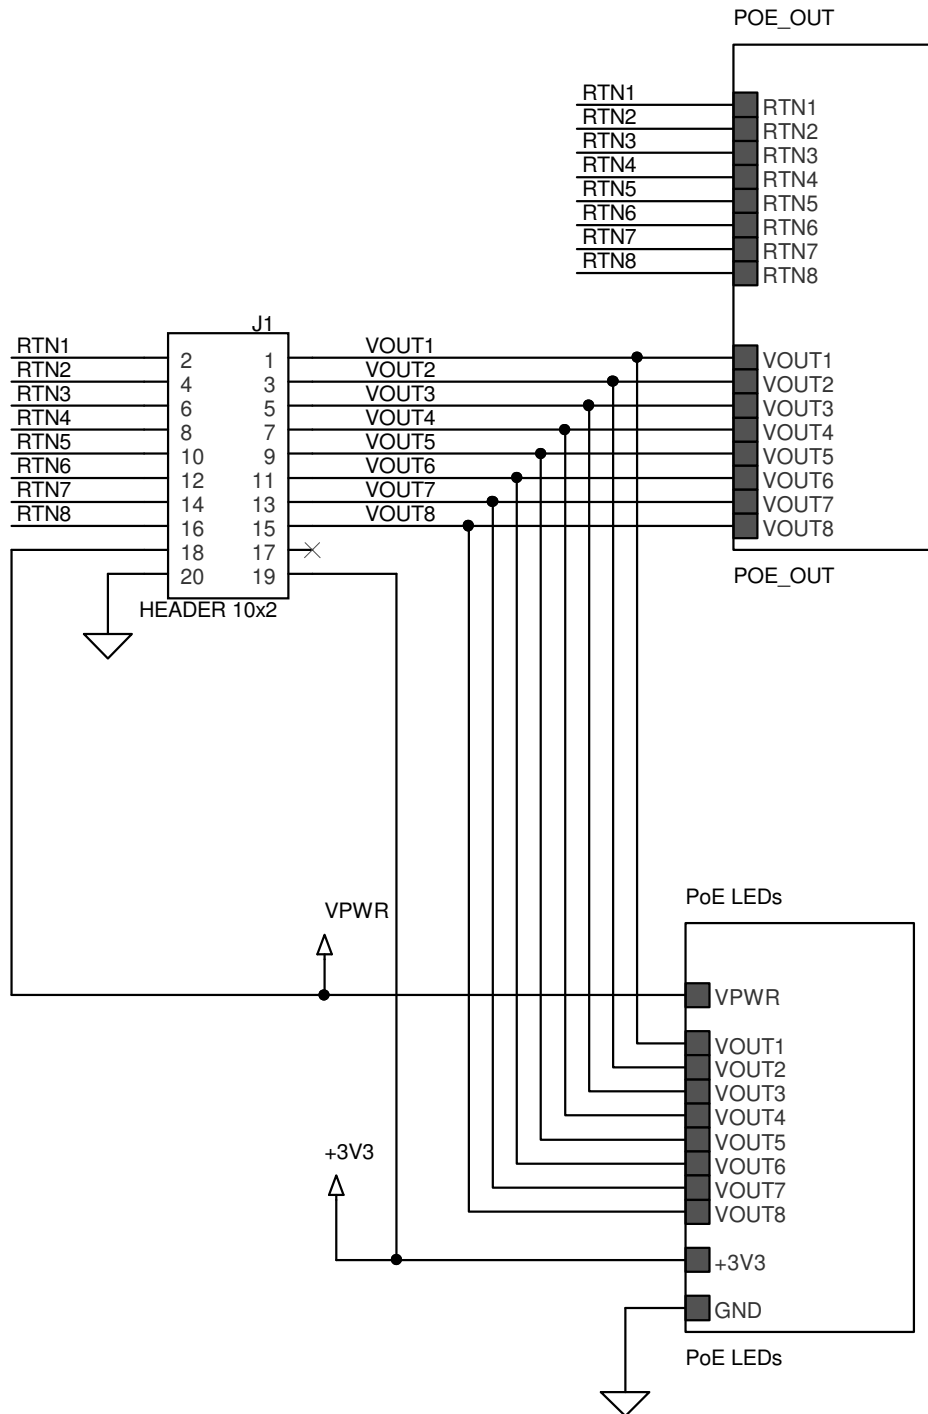 POE_OUT
RTN1
RTN2
RTN3
RTN4
RTN5
RTN6
RTN7
RTN8
RTN1
RTN2
RTN3
RTN4
RTN5
RTN6
RTN7
RTN8
J1
RTN1 2 1 VOUT1 VOUT1
RTN2 4 3 VOUT2 VOUT2
RTN3 6 5 VOUT3 VOUT3
RTN4 8 7 VOUT4 VOUT4
RTN5 10 9 VOUT5 VOUT5
RTN6 12 11 VOUT6 VOUT6
RTN7 14 13 VOUT7 VOUT7
RTN8 16 15 VOUT8 VOUT8
18 17
20 19
HEADER 10x2
POE_OUT
PoE LEDs
VPWR
VPWR
VOUT1
VOUT2
VOUT3
VOUT4
VOUT5
VOUT6
VOUT7
VOUT8
+3V3
+3V3
GND
PoE LEDs